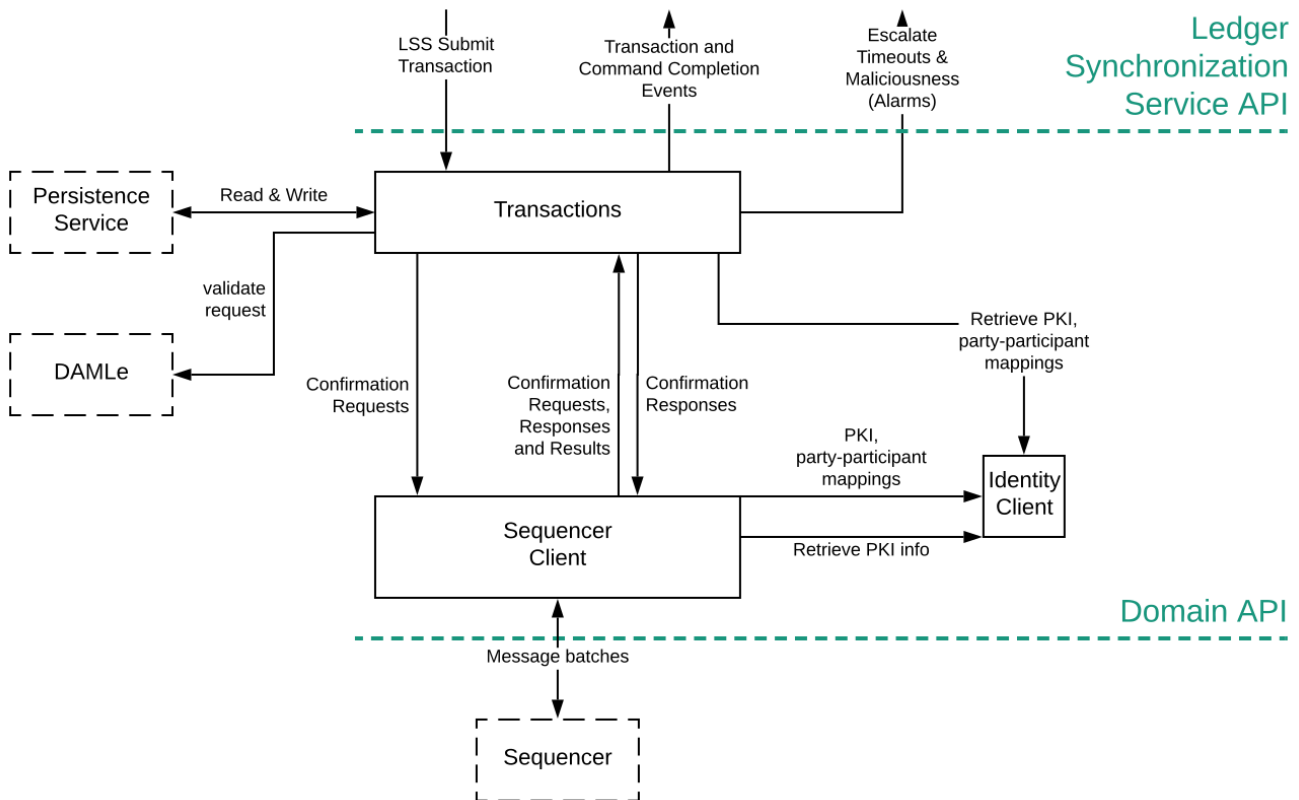 LSS Submit
Transaction
Transaction and
Command Completion
Events
Escalate
Timeouts &
Maliciousness
(Alarms)
Ledger
Synchronization
Service API
Persistence
Service
Read & Write
Transactions
validate
request
DAMLe
Confirmation
Requests
Confirmation
Requests,
Responses
and Results
Confirmation
Responses
Retrieve PKI,
party-participant
mappings
PKI,
party-participant
mappings
Identity
Client
Sequencer
Client
Retrieve PKI info
Domain API
Message batches
Sequencer